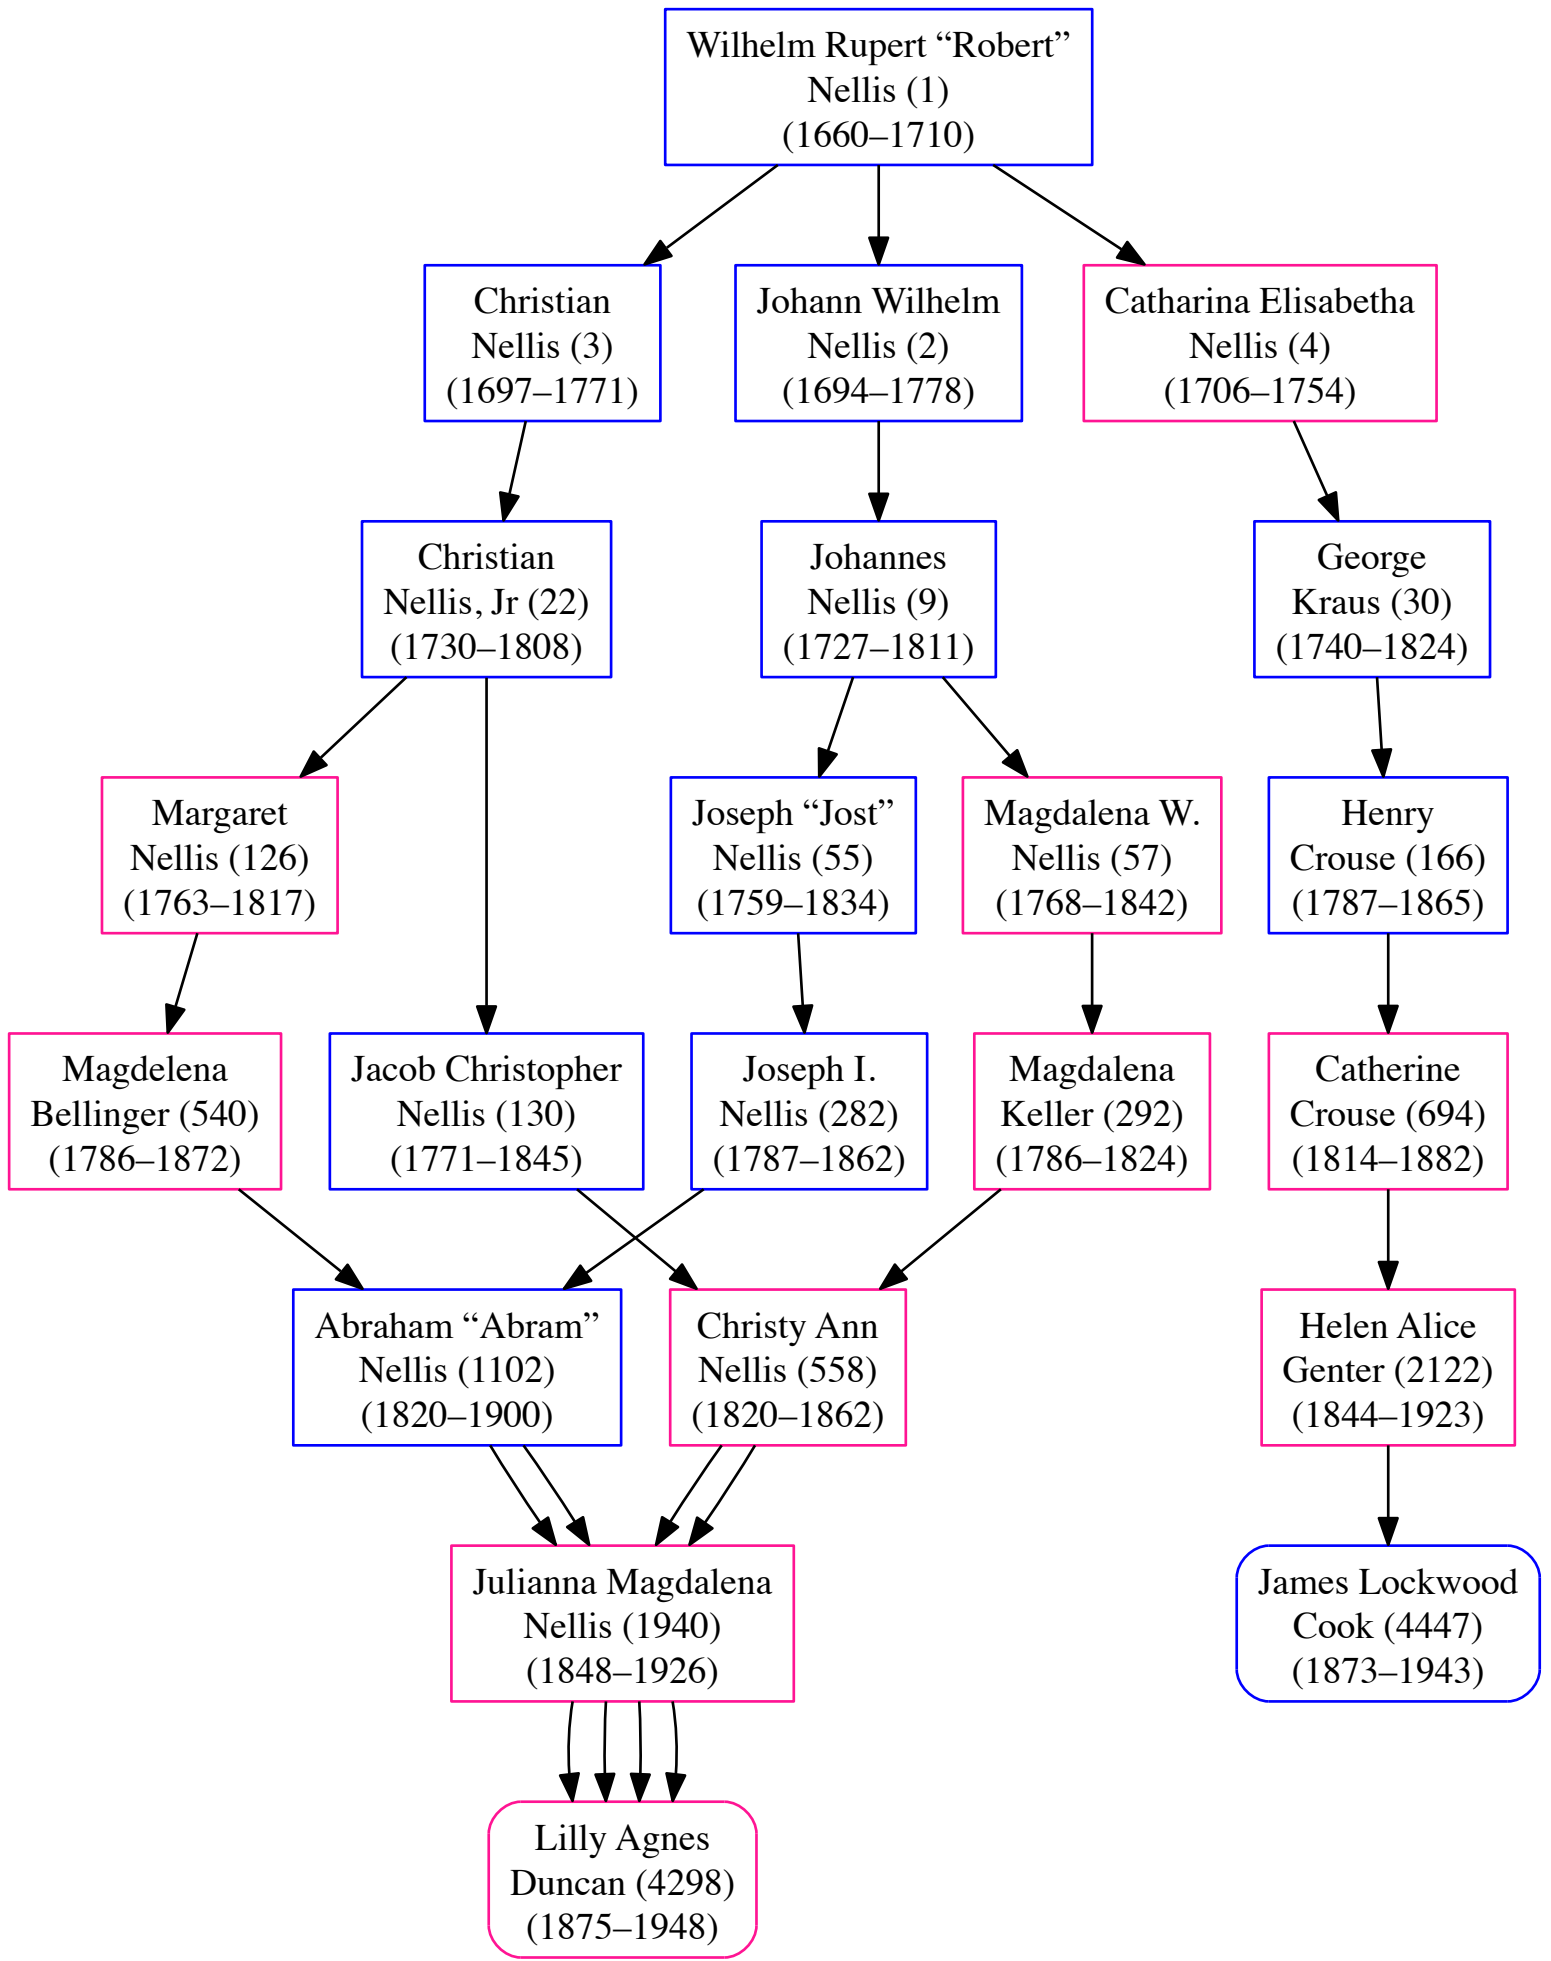 Wilhelm Rupert “Robert”
Nellis (1)
(1660–1710)
Christian
Nellis (3)
(1697–1771)
Johann Wilhelm
Nellis (2)
(1694–1778)
Catharina Elisabetha
Nellis (4)
(1706–1754)
Christian
Nellis, Jr (22)
(1730–1808)
Johannes
Nellis (9)
(1727–1811)
George
Kraus (30)
(1740–1824)
Margaret
Nellis (126)
(1763–1817)
Joseph “Jost”
Nellis (55)
(1759–1834)
Magdalena W.
Nellis (57)
(1768–1842)
Henry
Crouse (166)
(1787–1865)
Magdelena
Bellinger (540)
(1786–1872)
Jacob Christopher
Nellis (130)
(1771–1845)
Joseph I.
Nellis (282)
(1787–1862)
Magdalena
Keller (292)
(1786–1824)
Catherine
Crouse (694)
(1814–1882)
Abraham “Abram”
Nellis (1102)
(1820–1900)
Christy Ann
Nellis (558)
(1820–1862)
Helen Alice
Genter (2122)
(1844–1923)
Julianna Magdalena
Nellis (1940)
(1848–1926)
James Lockwood
Cook (4447)
(1873–1943)
Lilly Agnes
Duncan (4298)
(1875–1948)